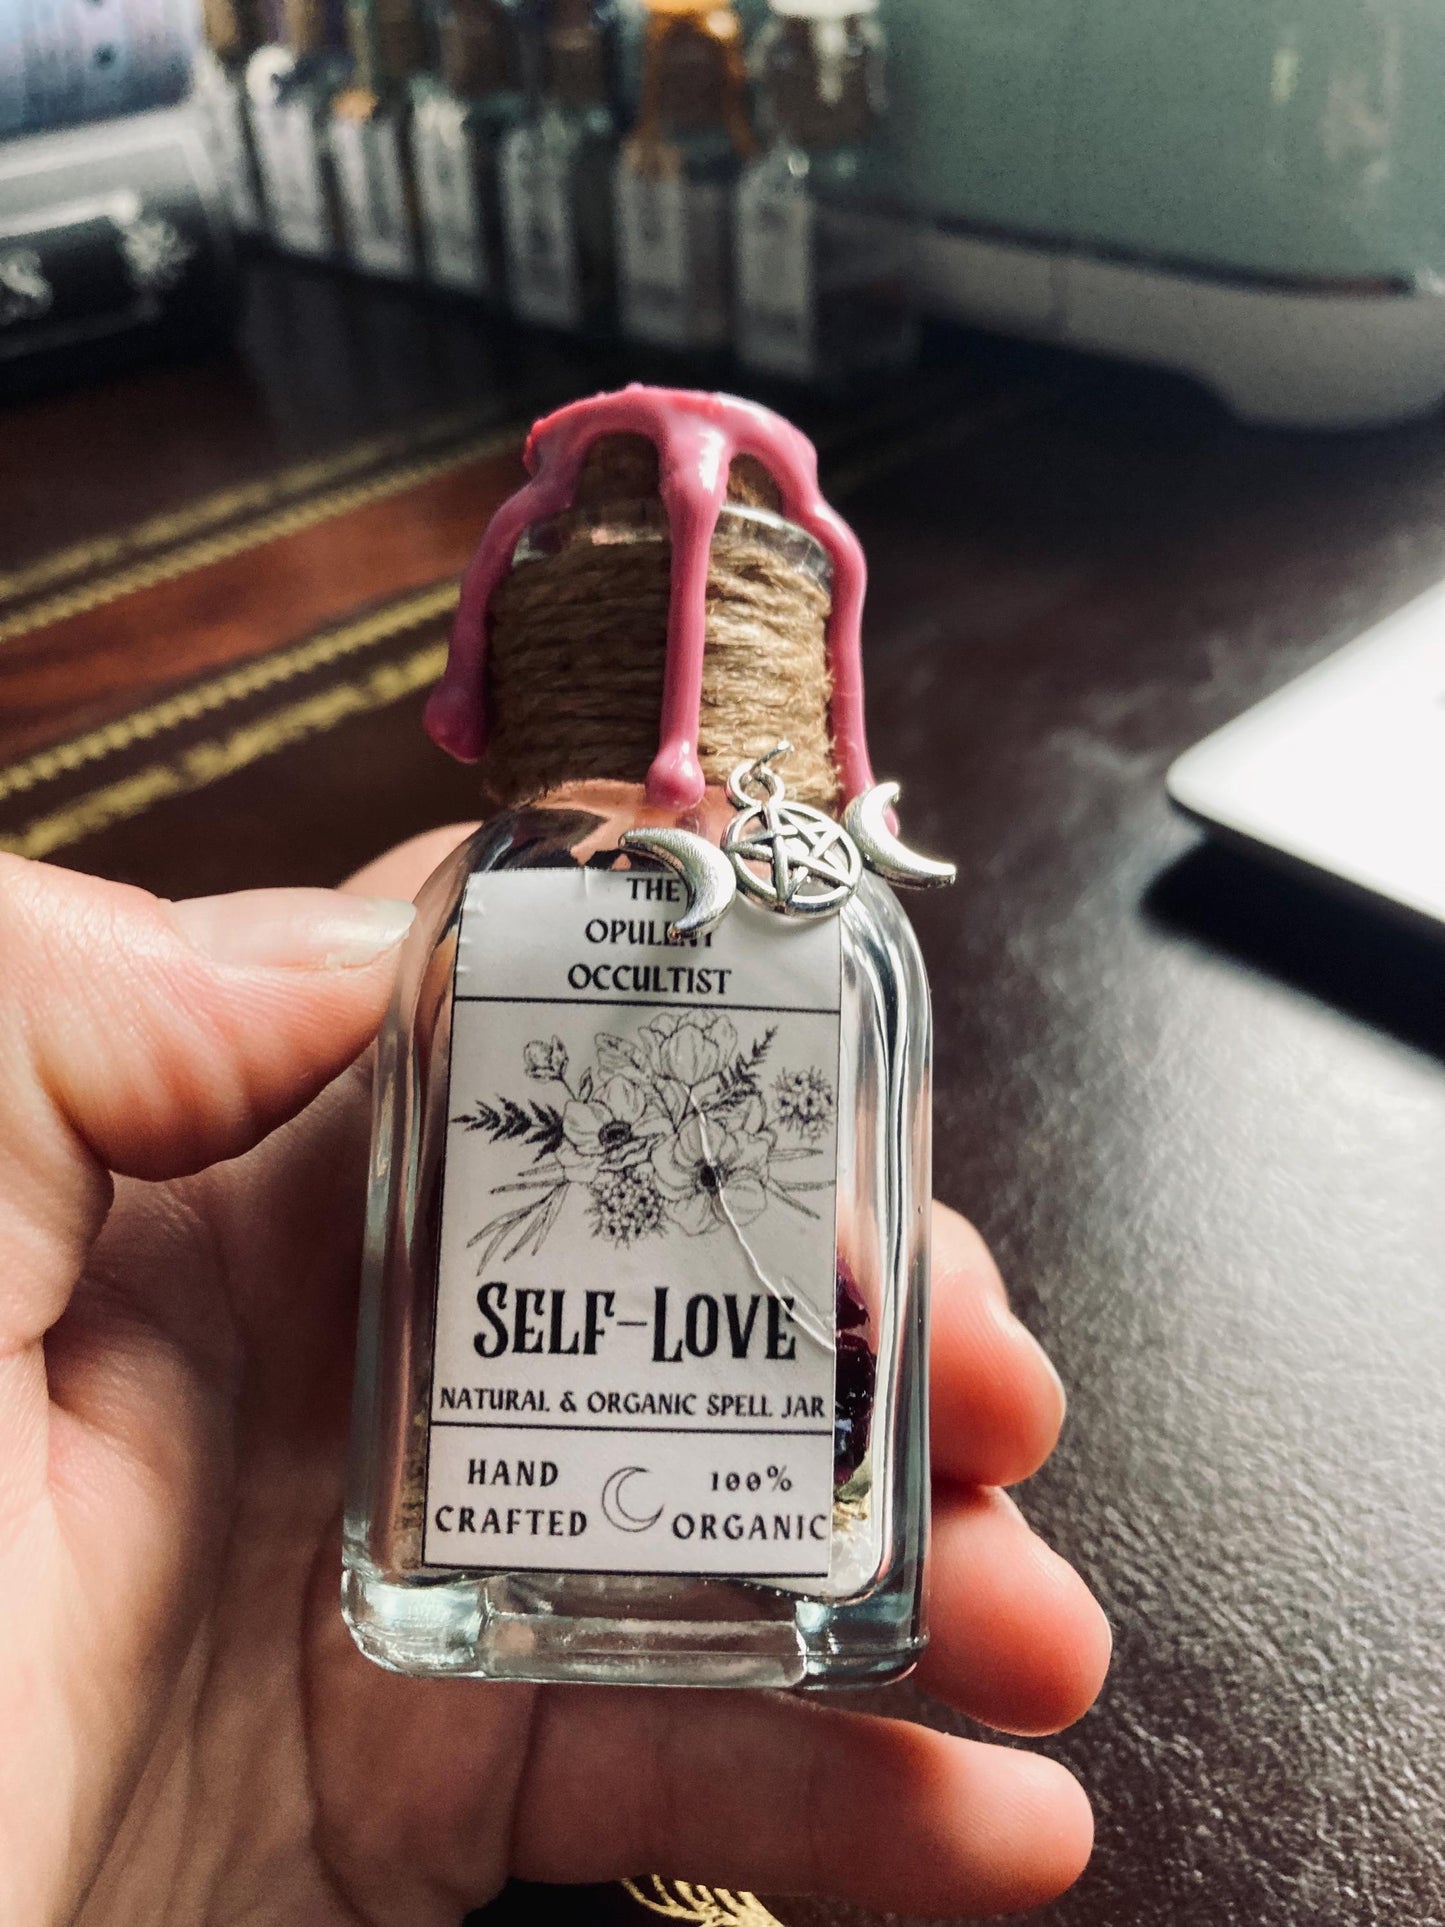 THE
OPULENT
OCCULTIST
SELF-LOVE
NATURAL & ORGANIC SPELL JAR
HAND CRAFTED
100% ORGANIC